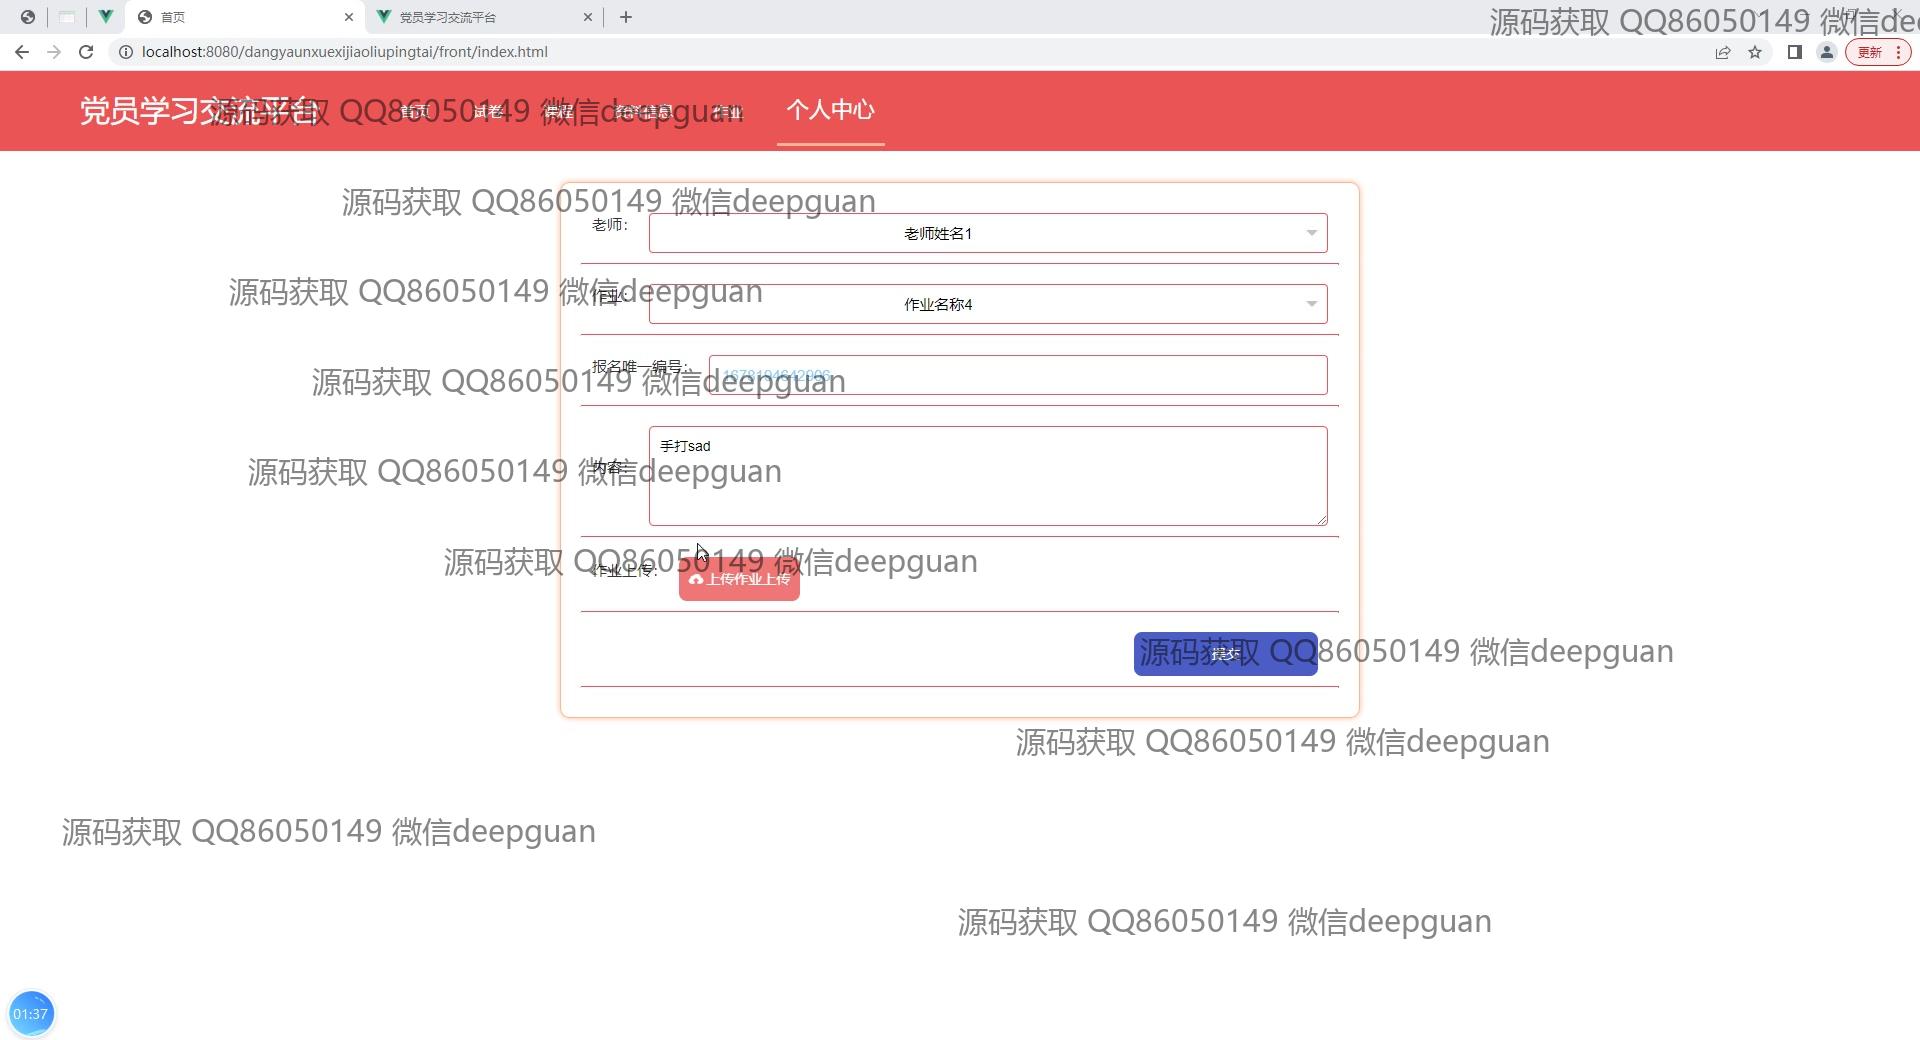 首页
党员学习交流平台
源码获取 QQ86050149 微信dee
localhost:8080/dangyaunxuexijiaoliupingtai/front/index.html
更新
党员学习交流平台 首页 试卷 课程 资料信息 作业 个人中心
源码获取 QQ86050149 微信deepguan
源码获取 QQ86050149 微信deepguan
老师: 老师姓名1
源码获取 QQ86050149 微信deepguan
作业: 作业名称4
报名唯一编号:
源码获取 QQ86050149 微信deepguan
手打sad
内容:
源码获取 QQ86050149 微信deepguan
源码获取 QQ86050149 微信deepguan
作业上传: 上传作业上传
提交
源码获取 QQ86050149 微信deepguan
源码获取 QQ86050149 微信deepguan
源码获取 QQ86050149 微信deepguan
源码获取 QQ86050149 微信deepguan
01:37